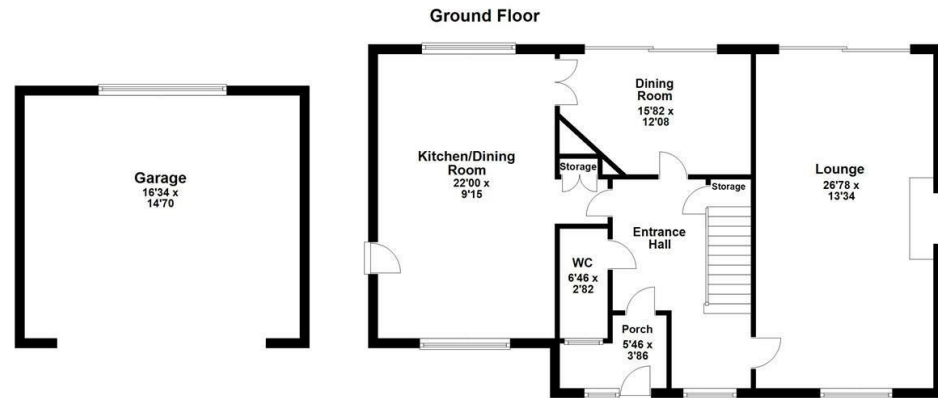 Ground Floor
Garage
16'34 x
14'70
Kitchen/Dining
Room
22'00 x
9'15
Dining
Room
15'82 x
12'08
Storage
Storage
Lounge
26'78 x
13'34
Entrance
Hall
WC
6'46 x
2'82
Porch
5'46 x
3'86